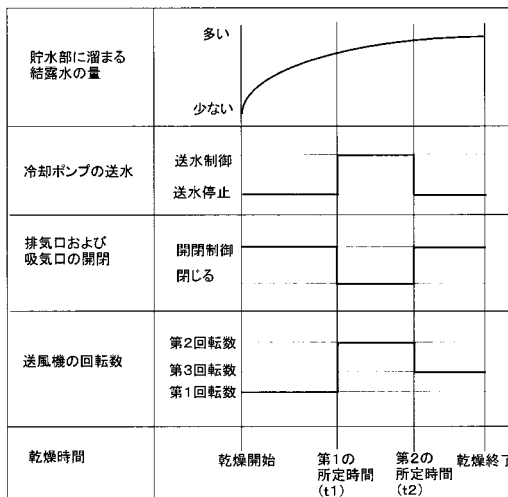 貯水部に溜まる
結露水の量
多い
少ない
冷却ポンプの送水
送水制御
送水停止
排気口および
吸気口の開閉
開閉制御
閉じる
送風機の回転数
第2回転数
第3回転数
第1回転数
乾燥時間
乾燥開始
第1の
所定時間
(t1)
第2の
所定時間
(t2)
乾燥終了